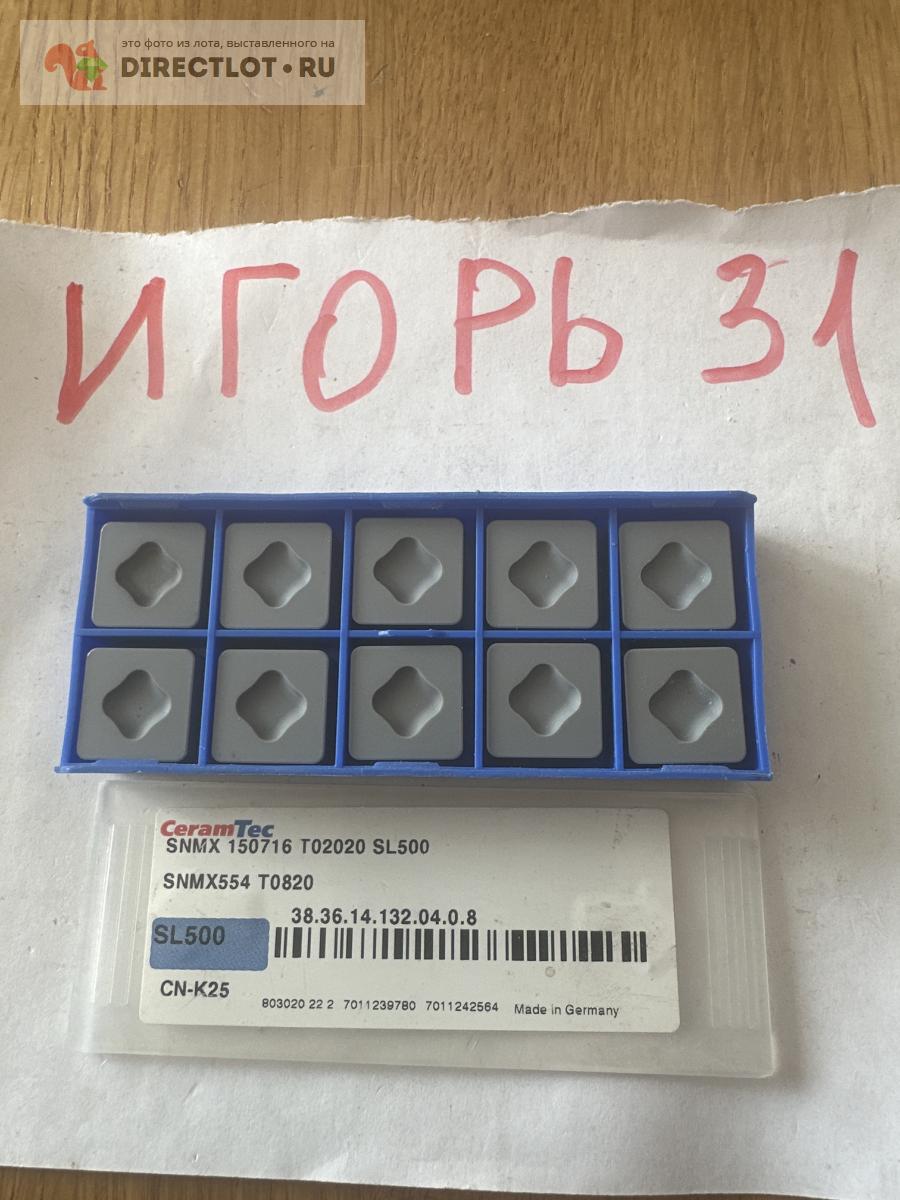 это фото из лота, выставленного на
DIRECTLOT.RU
ИГОРЬ 31
CeramTec
SNMX 150716 T02020 SL500
SNMX554 T0820
38.36.14.132.04.0.8
SL500
CN-K25
803020 22 2 7011239780 7011242564 Made in Germany